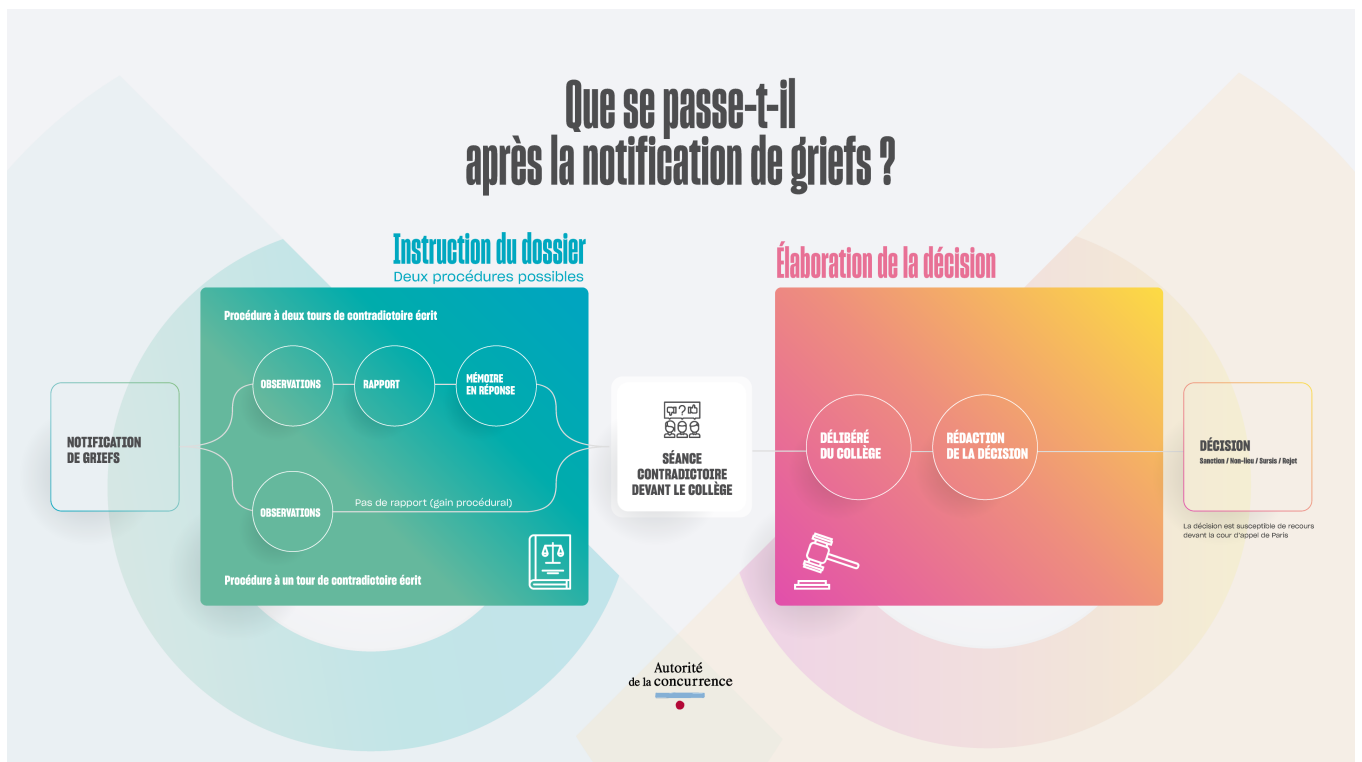 Que se passe-t-il
après la notification de griefs ?
Instruction du dossier
Deux procédures possibles
Procédure à deux tours de contradictoire écrit
OBSERVATIONS
RAPPORT
MÉMOIRE
EN RÉPONSE
NOTIFICATION
DE GRIEFS
OBSERVATIONS
Pas de rapport (gain procédural)
Procédure à un tour de contradictoire écrit
?
SÉANCE
CONTRADICTOIRE
DEVANT LE COLLÈGE
Élaboration de la décision
DÉLIBÉRÉ
DU COLLÈGE
RÉDACTION
DE LA DÉCISION
DÉCISION
Sanction / Non-lieu / Sursis / Rejet
La décision est susceptible de recours
devant la cour d'appel de Paris
Autorité
de la concurrence